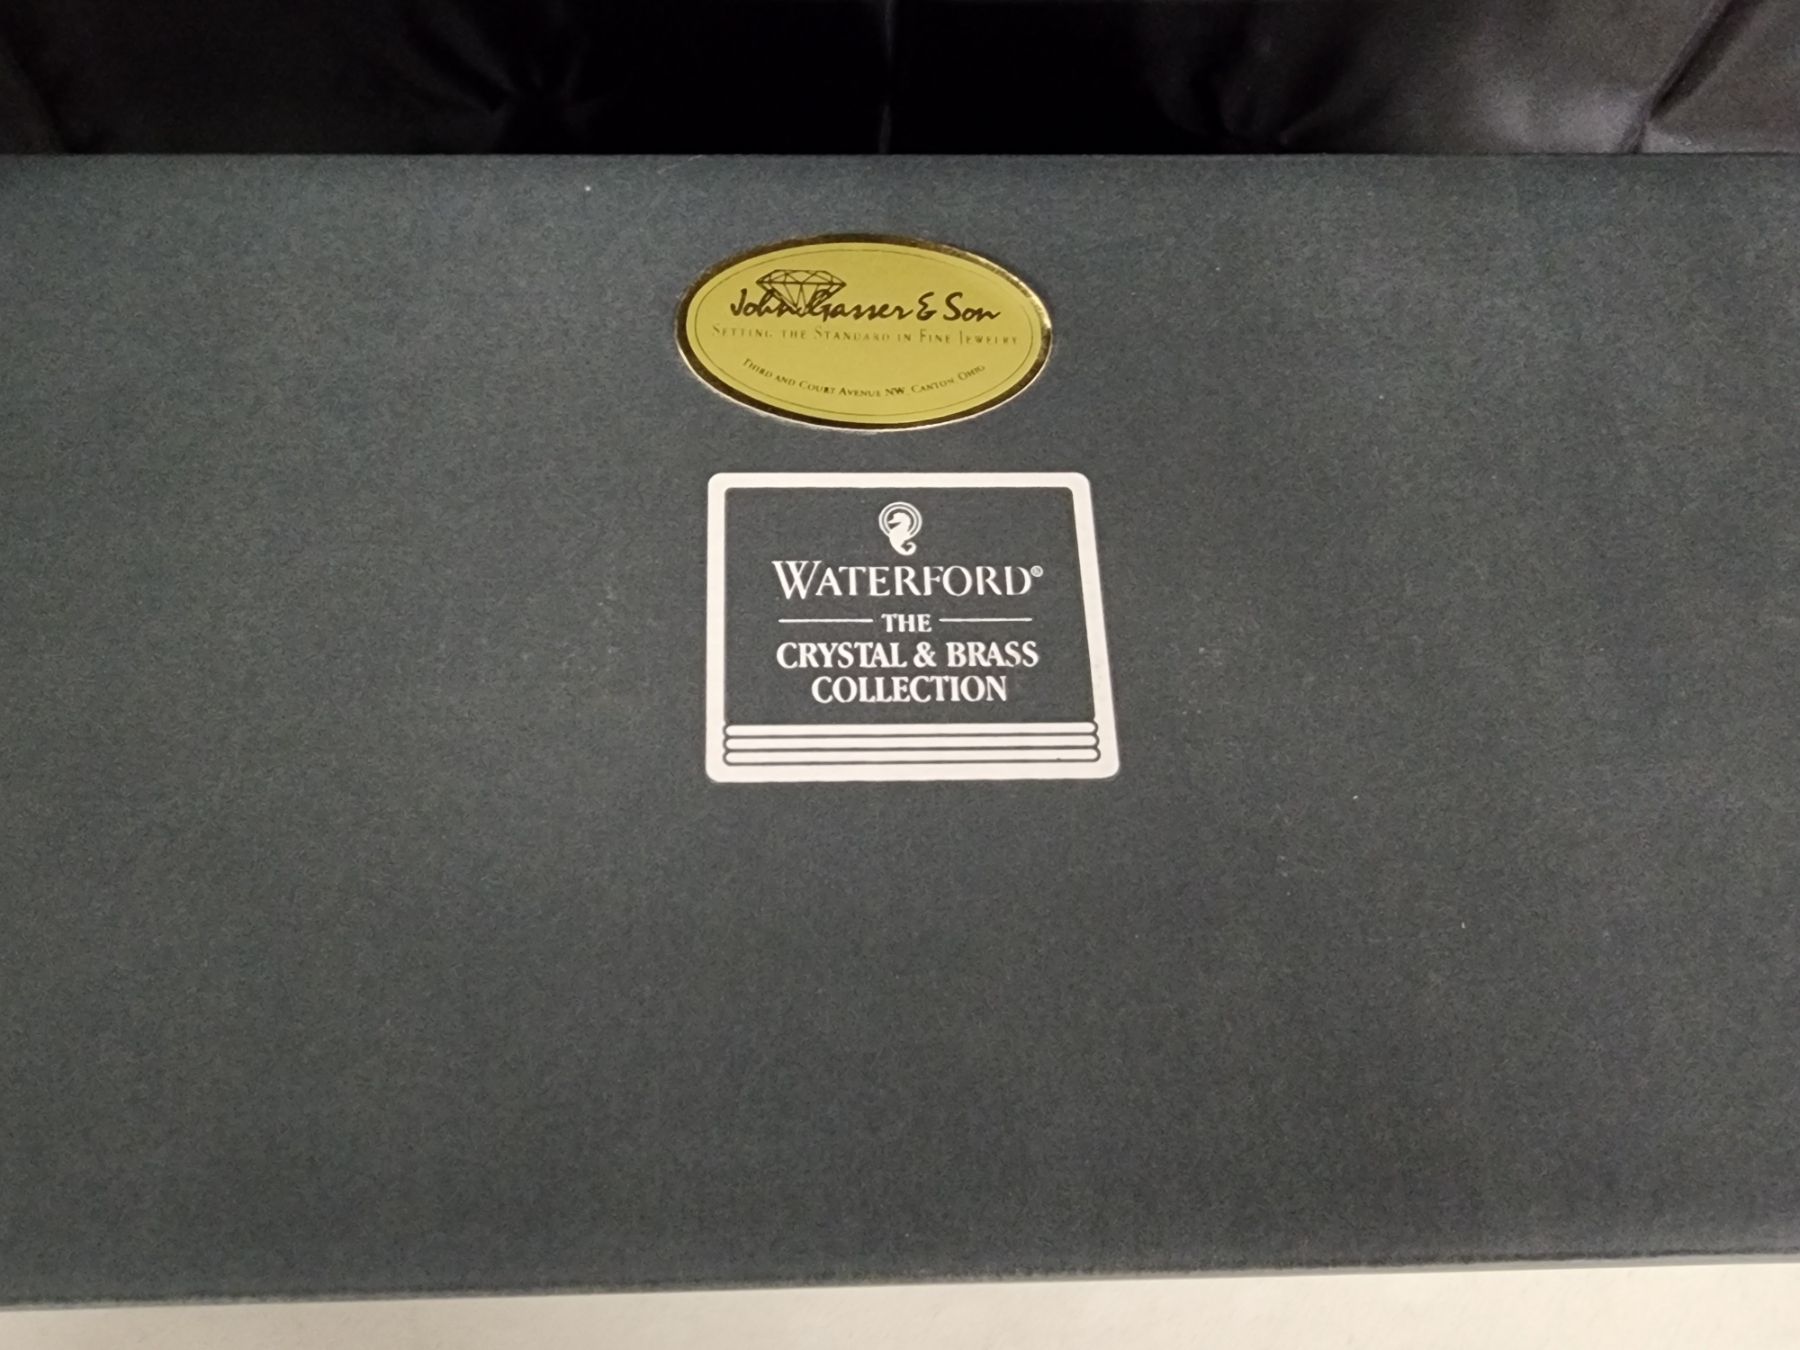 John Gasser & Son
SETTING THE STANDARD IN FINE JEWELRY
THIRD AND COURT AVENUE NW, CANTON, OHIO
WATERFORD®
THE
CRYSTAL & BRASS
COLLECTION